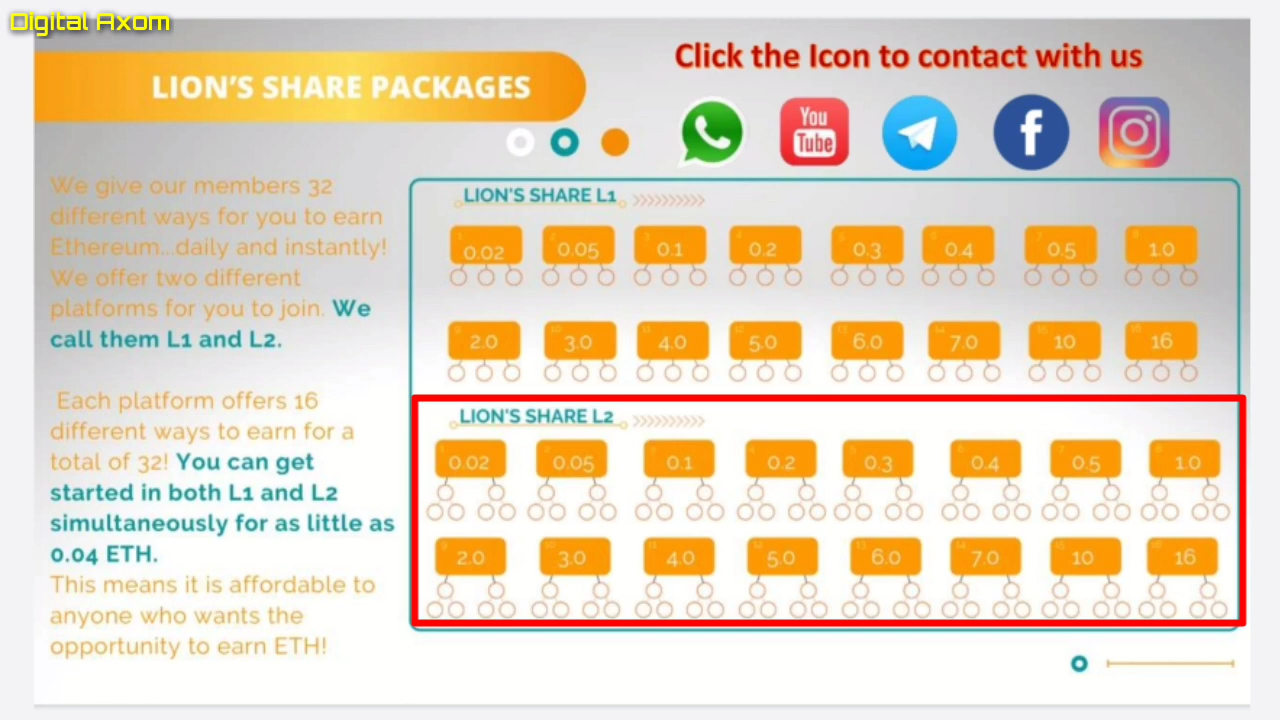 Digital Axom
Click the Icon to contact with us
LION'S SHARE PACKAGES
You
Tube
f
We give our members 32
different ways for you to earn
Ethereum...daily and instantly!
We offer two different
platforms for you to join. We
call them L1 and L2.
Each platform offers 16
different ways to earn for a
total of 32! You can get
started in both L1 and L2
simultaneously for as little as
0.04 ETH.
This means it is affordable to
anyone who wants the
opportunity to earn ETH!
LION'S SHARE L1
0.02 0.05 0.1 0.2 0.3 0.4 0.5 1.0
2.0 3.0 4.0 5.0 6.0 7.0 10 16
LION'S SHARE L2
0.02 0.05 0.1 0.2 0.3 0.4 0.5 1.0
2.0 3.0 4.0 5.0 6.0 7.0 10 16